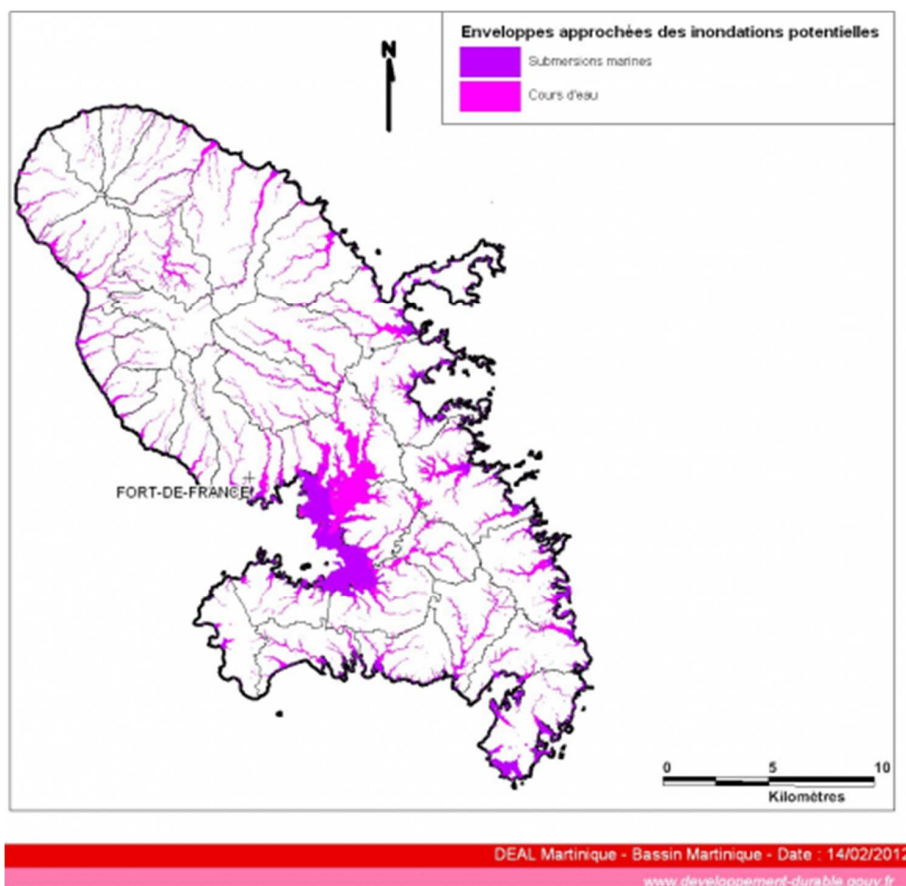 Enveloppes approchées des inondations potentielles
Submersions marines
Cours d'eau
N
FORT-DE-FRANCE
0 5 10
Kilomètres
DEAL Martinique - Bassin Martinique - Date : 14/02/2012
www.developpement-durable.gouv.fr